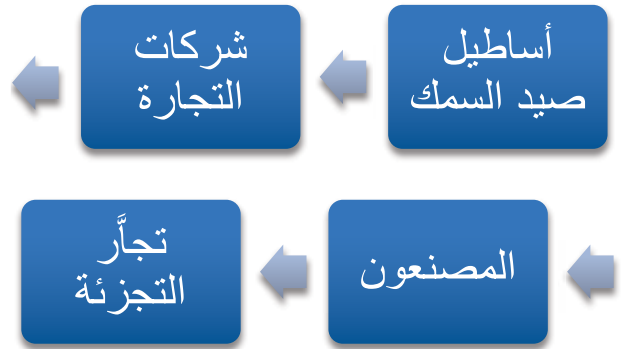 أساطيل
صيد السمك
شركات
التجارة
المصنعون
تجاَّر
التجزئة